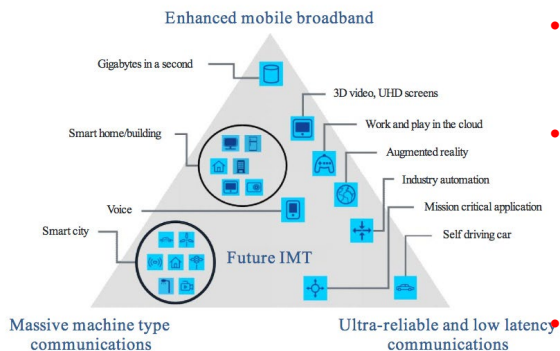 Enhanced mobile broadband
Gigabytes in a second
3D video, UHD screens
Smart home/building
Work and play in the cloud
Augmented reality
Industry automation
Voice
Mission critical application
Smart city
Self driving car
Future IMT
Massive machine type
communications
Ultra-reliable and low latency
communications